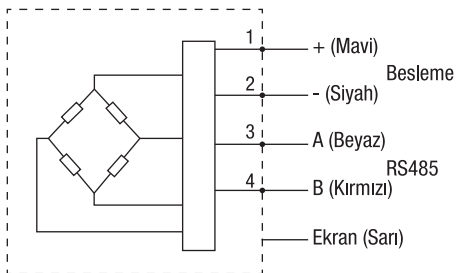 1 + (Mavi)
Besleme
2 - (Siyah)
3 A (Beyaz)
RS485
4 B (Kırmızı)
Ekran (Sarı)